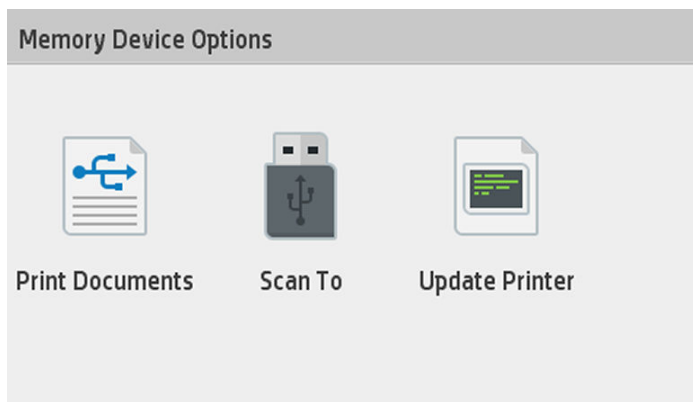 Memory Device Options
Print Documents
Scan To
Update Printer